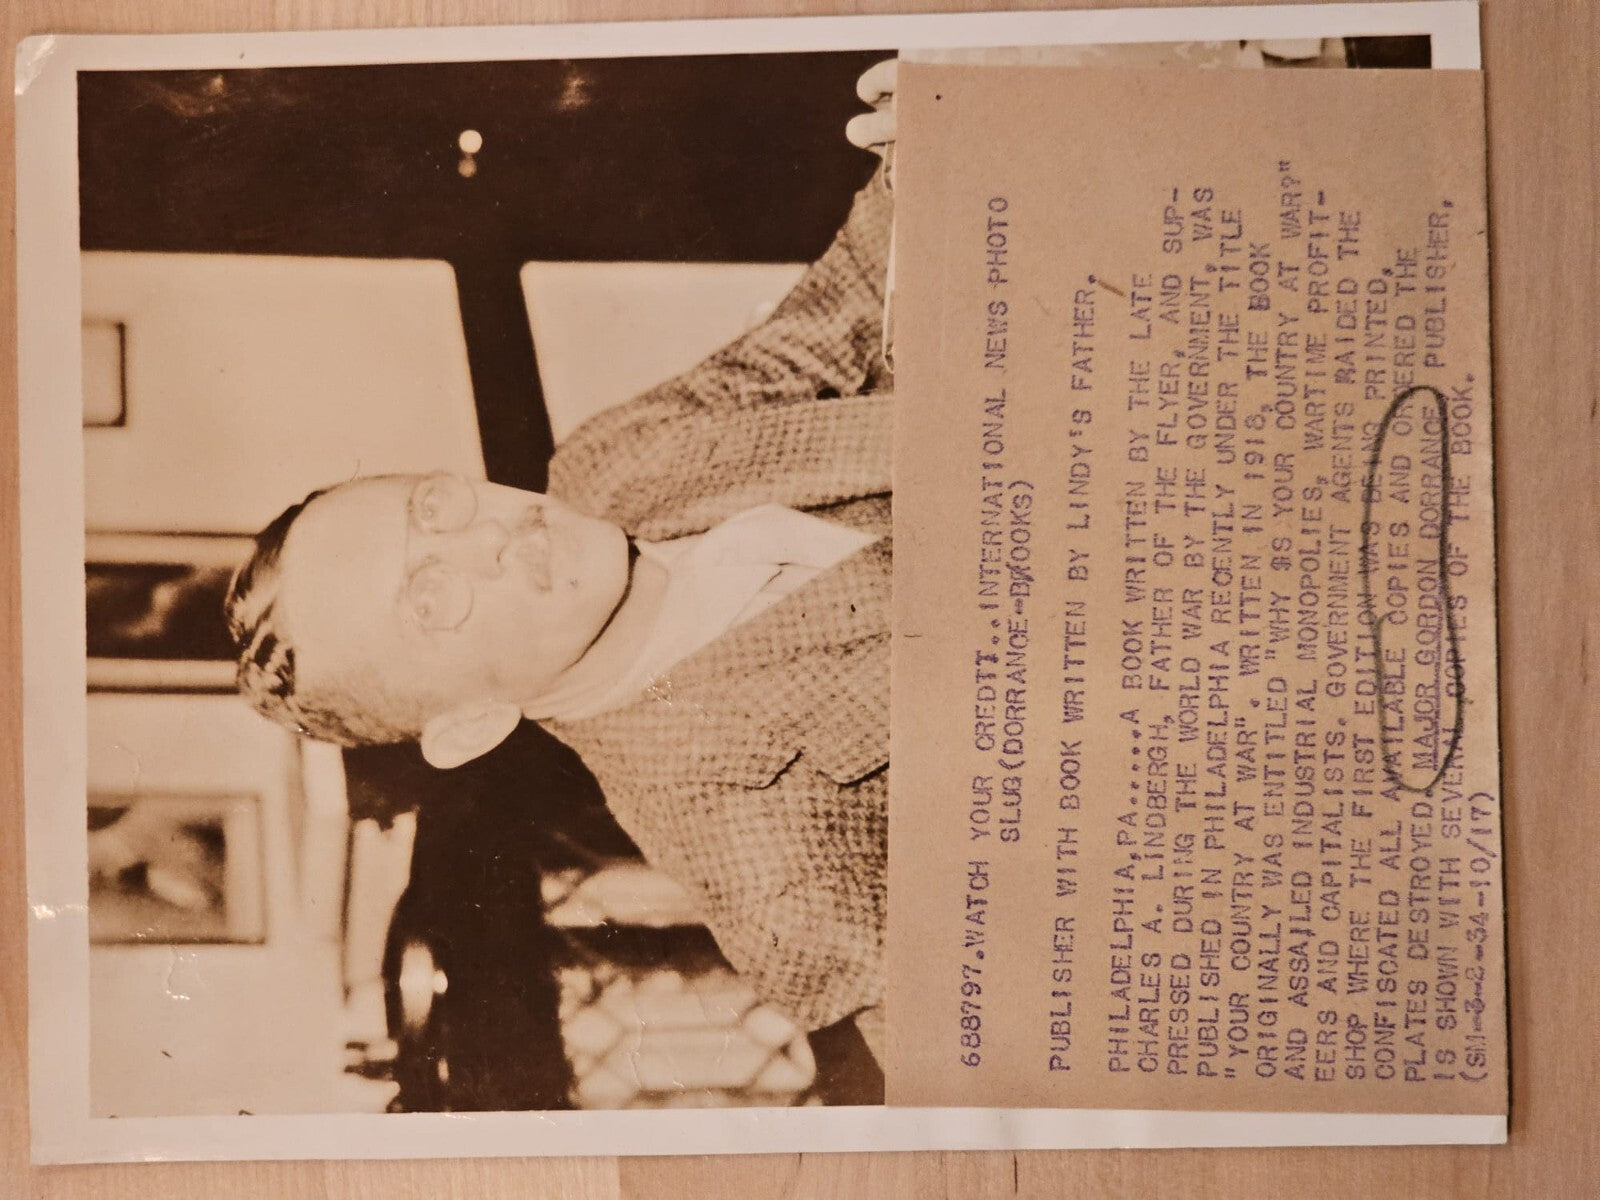 688797.WATCH YOUR CREDIT..INTERNATIONAL NEWS PHOTO
SLUG(DORRANCE-BOOKS)
PUBLISHER WITH BOOK WRITTEN BY LINDY'S FATHER.
PHILADELPHIA,PA......A BOOK WRITTEN BY THE LATE
CHARLES A. LINDBERGH, FATHER OF THE FLYER, AND SUP-
PRESSED DURING THE WORLD WAR BY THE GOVERNMENT, WAS
PUBLISHED IN PHILADELPHIA RECENTLY UNDER THE TITLE
"YOUR COUNTRY AT WAR". WRITTEN IN 1918, THE BOOK
ORIGINALLY WAS ENTITLED "WHY IS YOUR COUNTRY AT WAR?"
AND ASSAILED INDUSTRIAL MONOPOLIES, WARTIME PROFIT-
EERS AND CAPITALISTS. GOVERNMENT AGENTS RAIDED THE
SHOP WHERE THE FIRST EDITION WAS BEING PRINTED,
CONFISCATED ALL AVAILABLE COPIES AND ORDERED THE
PLATES DESTROYED. MAJOR GORDON DORRANCE PUBLISHER,
IS SHOWN WITH SEVERAL COPIES OF THE BOOK.
(SM-3-2-34-10/17)